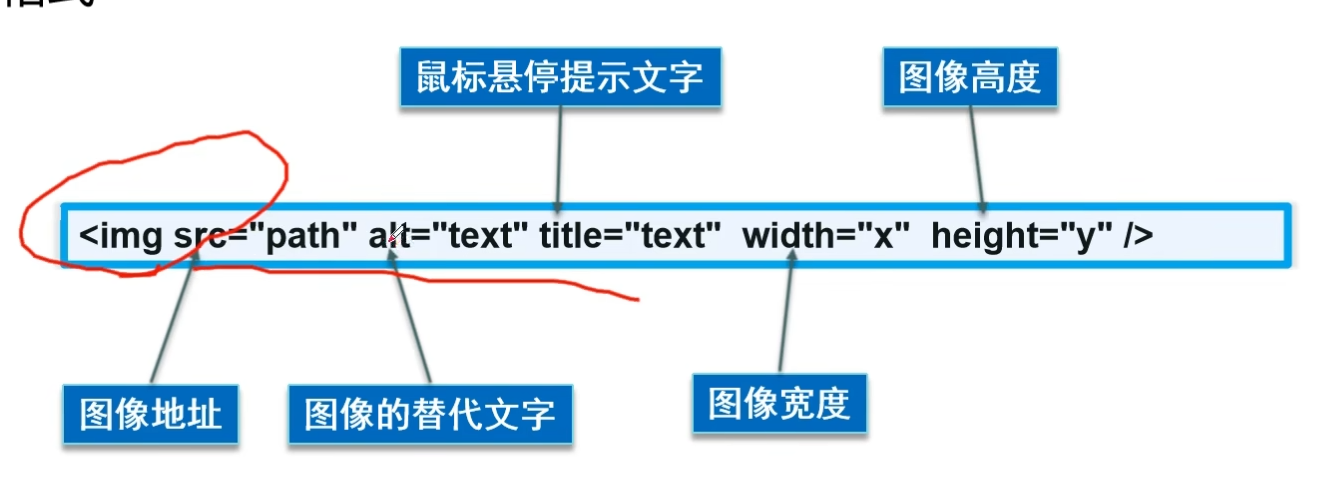 鼠标悬停提示文字
图像高度
<img src="path" alt="text" title="text" width="x" height="y" />
图像地址
图像的替代文字
图像宽度